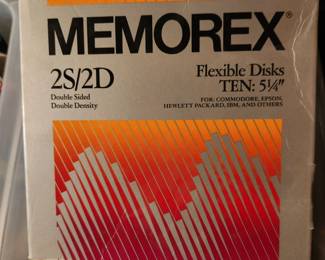 MEMOREX®
2S/2D
Double Sided
Double Density
Flexible Disks
TEN: 5¼"
FOR: COMMODORE, EPSON,
HEWLETT PACKARD, IBM, AND OTHERS